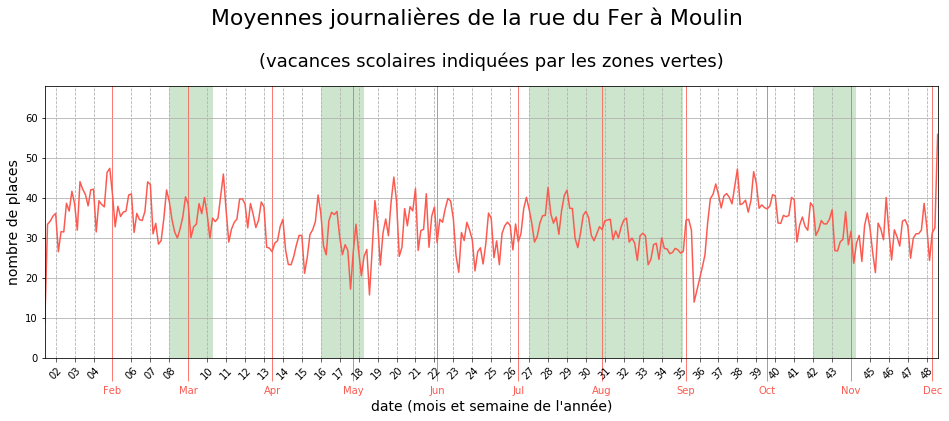 Moyennes journalières de la rue du Fer à Moulin
(vacances scolaires indiquées par les zones vertes)
nombre de places
60
50
40
30
20
10
0
02 03 04 06 07 08 10 11 12 13 14 15 16 17 18 19 20 21 22 23 24 25 26 27 28 29 30 31 32 33 34 35 36 37 38 39 40 41 42 43 45 46 47 48
Feb Mar Apr May Jun Jul Aug Sep Oct Nov Dec
date (mois et semaine de l'année)